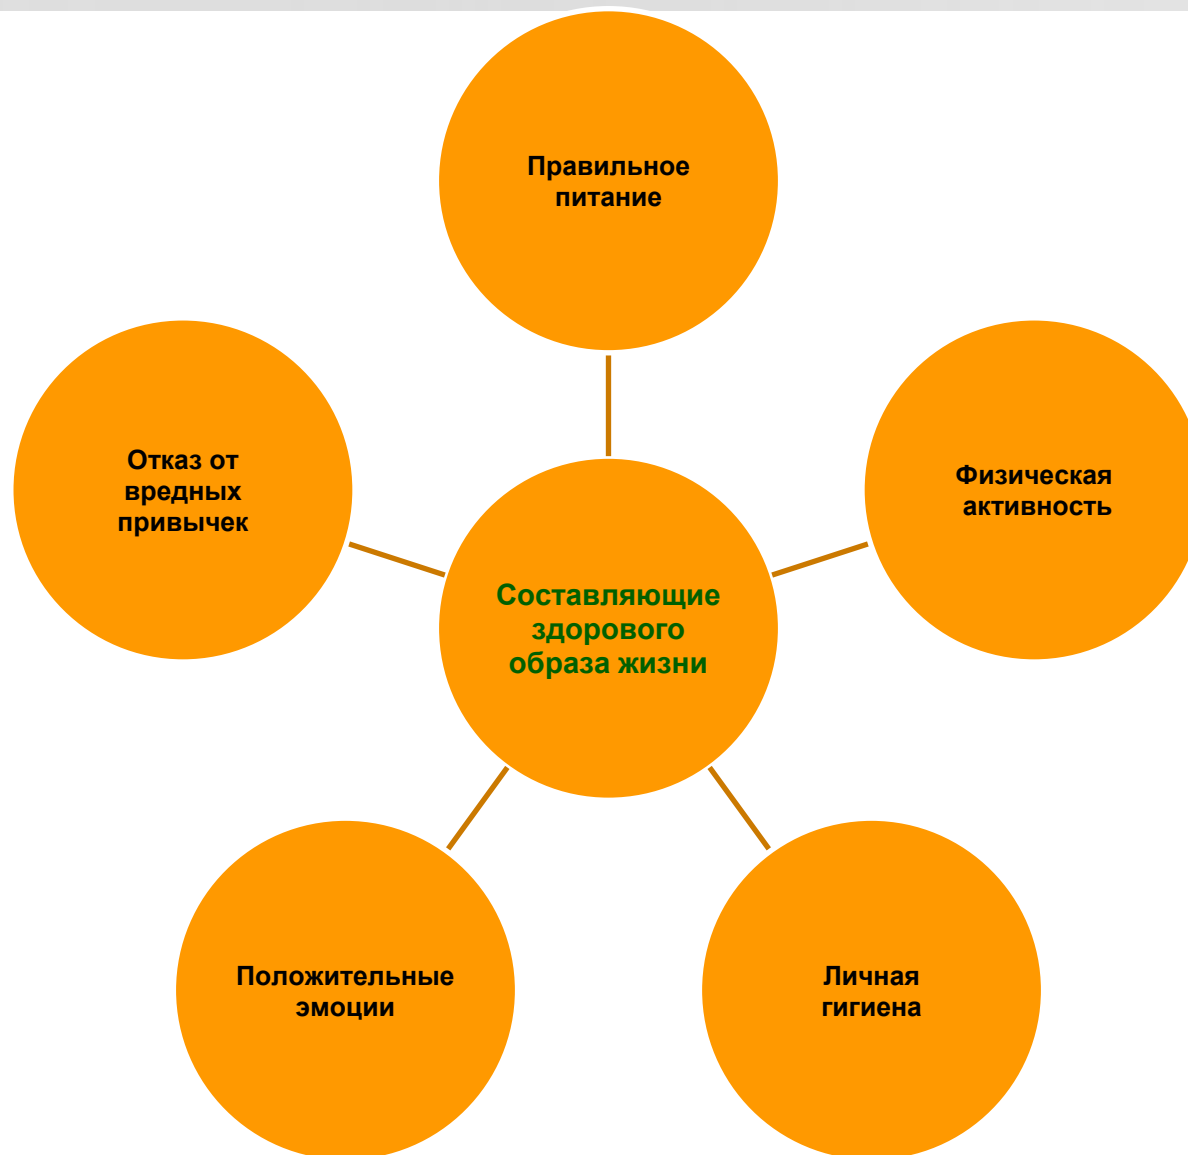 Правильное
питание
Отказ от
вредных
привычек
Физическая
активность
Составляющие
здорового
образа жизни
Положительные
эмоции
Личная
гигиена